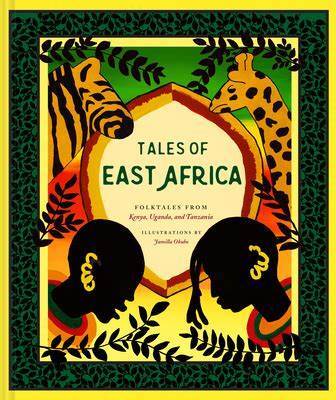 TALES OF
EAST AFRICA
FOLKTALES FROM
Kenya, Uganda, and Tanzania
ILLUSTRATIONS BY
Jamilla Okubo